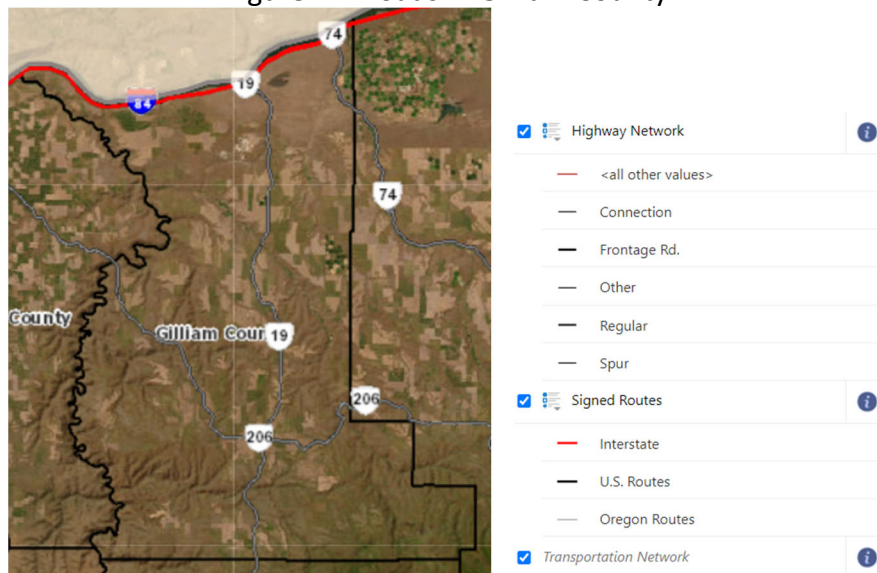 74
19
84
74
County
Gilliam Cour
19
206
206
Highway Network
<all other values>
Connection
Frontage Rd.
Other
Regular
Spur
Signed Routes
Interstate
U.S. Routes
Oregon Routes
Transportation Network